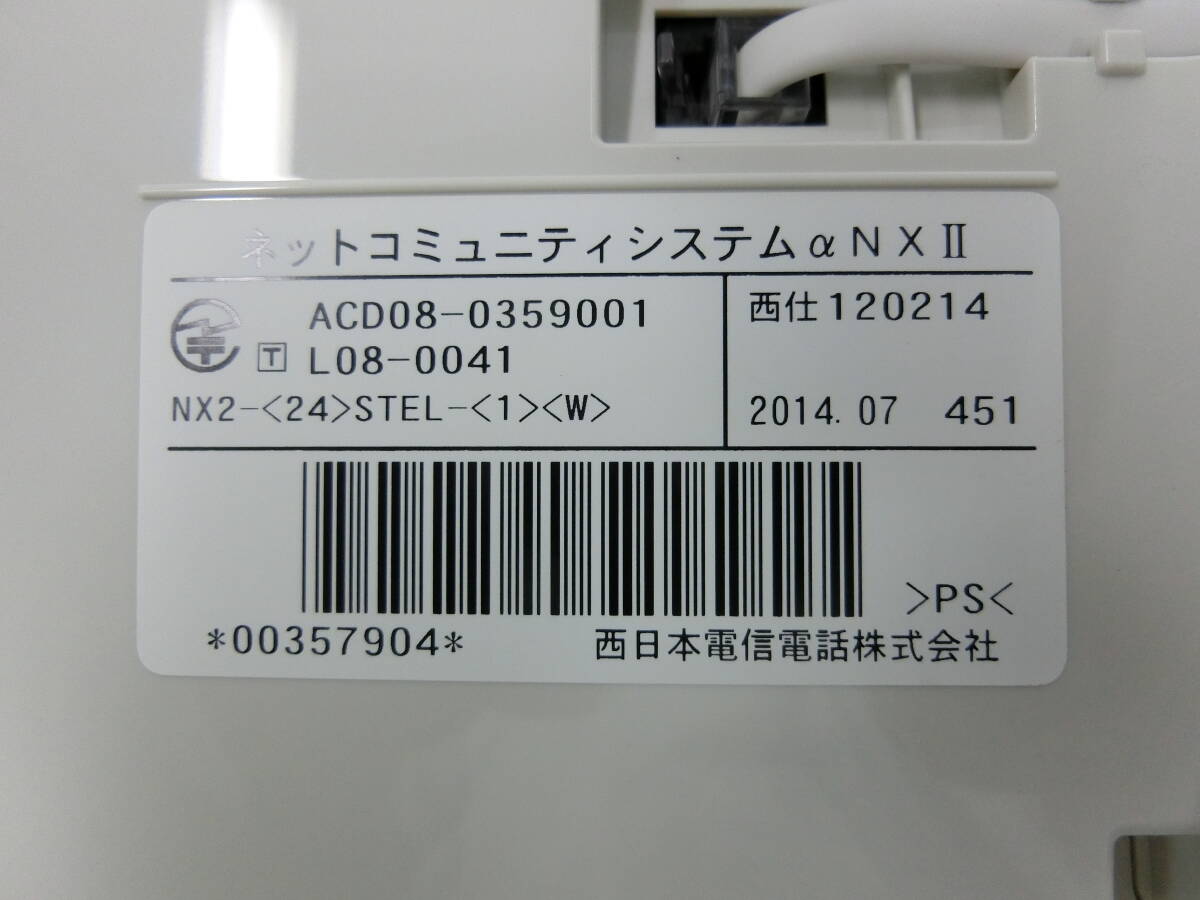 ネットコミュニティシステムαNXⅡ
ACD08-0359001
T L08-0041
NX2-<24>STEL-<1><W>
西仕120214
2014.07 451
>PS<
*00357904* 西日本電信電話株式会社